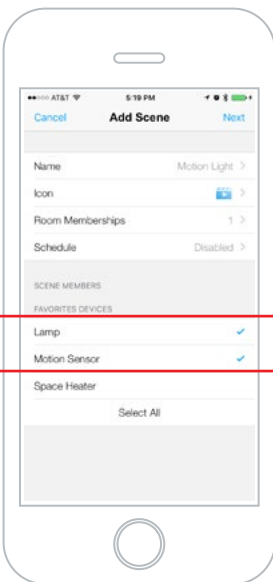 AT&T 5:19 PM
Cancel Add Scene Next
Name Motion Light
Icon
Room Memberships 1
Schedule Disabled
SCENE MEMBERS
FAVORITES DEVICES
Lamp
Motion Sensor
Space Heater
Select All